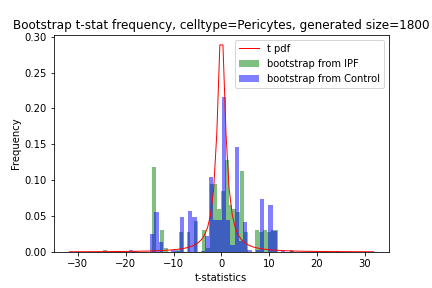 Bootstrap t-stat frequency, celltype=Pericytes, generated size=1800
t pdf
bootstrap from IPF
bootstrap from Control
Frequency
0.30
0.25
0.20
0.15
0.10
0.05
0.00
−30 −20 −10 0 10 20 30
t-statistics